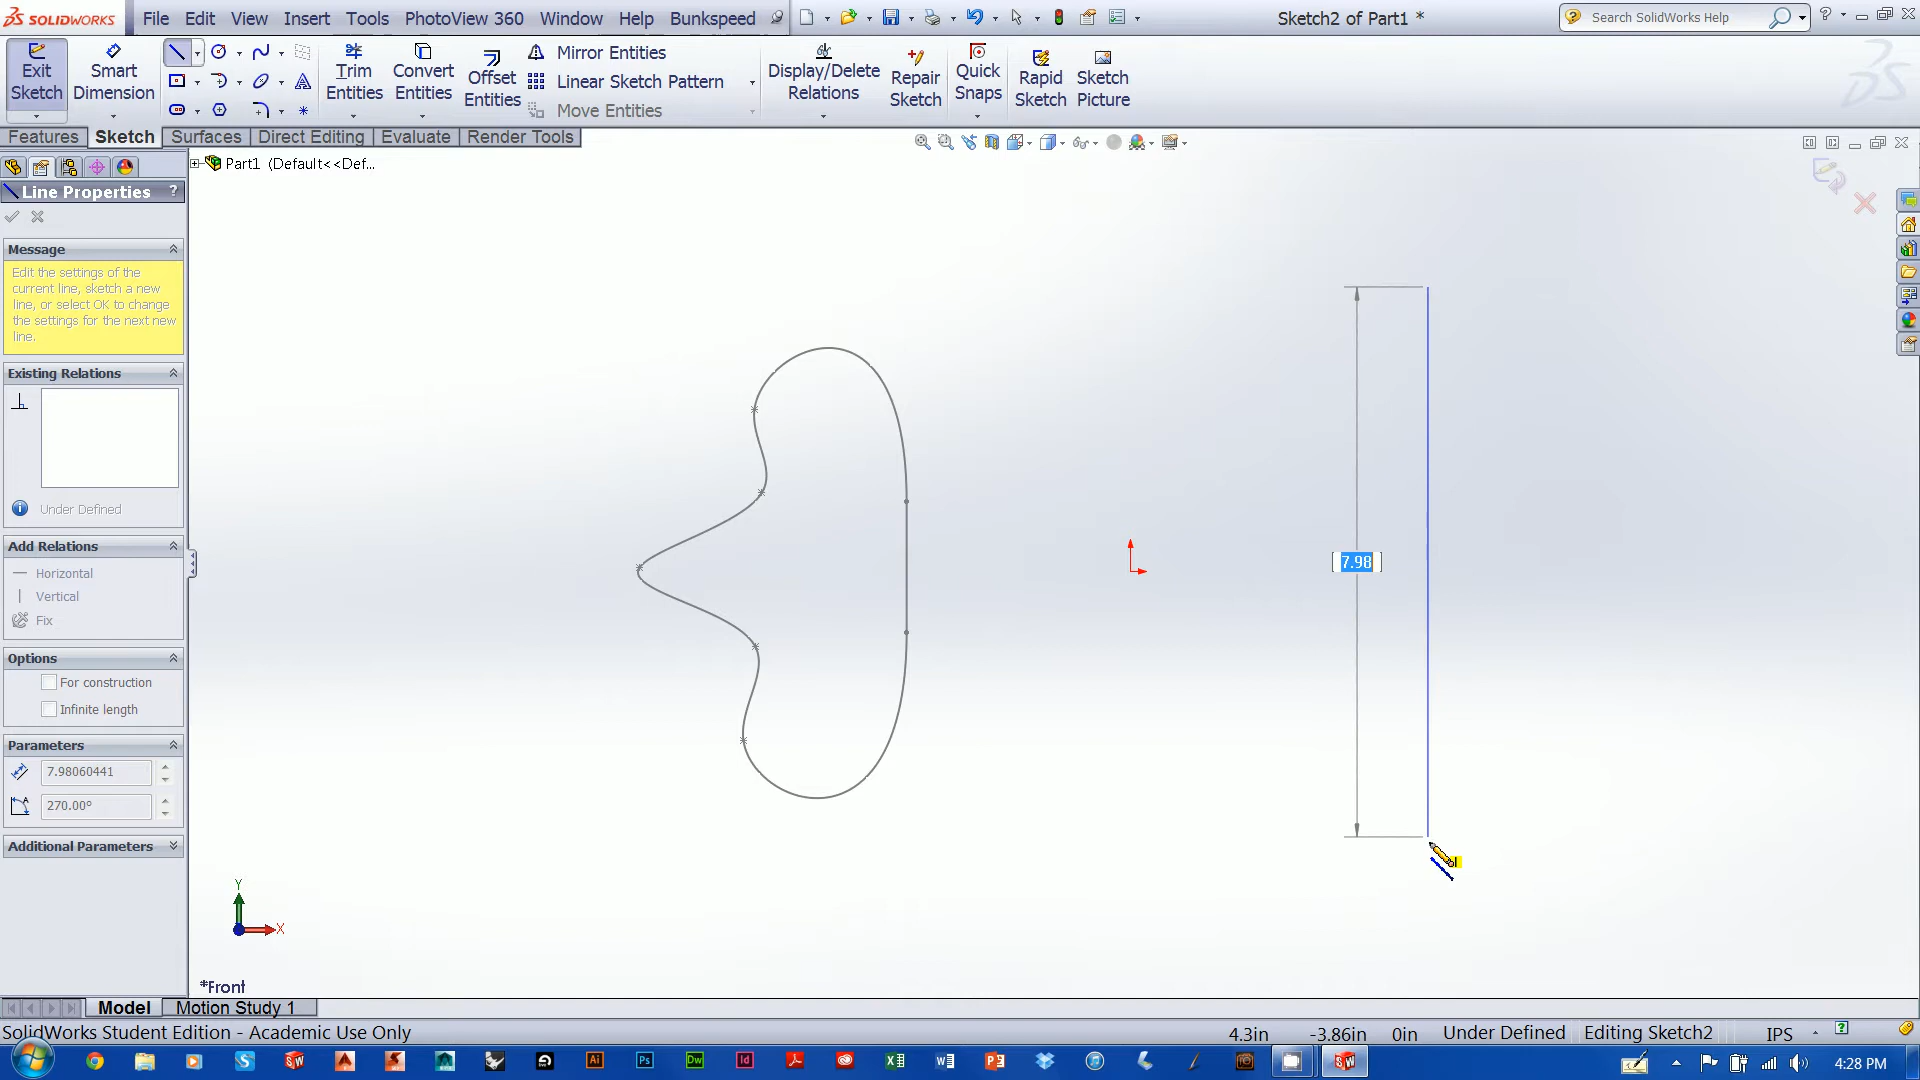 SOLIDWORKS File Edit View Insert Tools PhotoView 360 Window Help Bunkspeed Sketch2 of Part1 * Search SolidWorks Help
Exit Sketch
Smart Dimension
Trim Entities
Convert Entities
Offset Entities
Mirror Entities
Linear Sketch Pattern
Move Entities
Display/Delete Relations
Repair Sketch
Quick Snaps
Rapid Sketch
Sketch Picture
Features Sketch Surfaces Direct Editing Evaluate Render Tools
Part1 (Default<<Def...
Line Properties ?
Message
Edit the settings of the
current line, sketch a new
line, or select OK to change
the settings for the next new
line.
Existing Relations
Under Defined
Add Relations
Horizontal
Vertical
Fix
Options
For construction
Infinite length
Parameters
7.98060441
270.00°
Additional Parameters
7.98
Y
X
*Front
Model Motion Study 1
SolidWorks Student Edition - Academic Use Only 4.3in -3.86in 0in Under Defined Editing Sketch2 IPS
4:28 PM